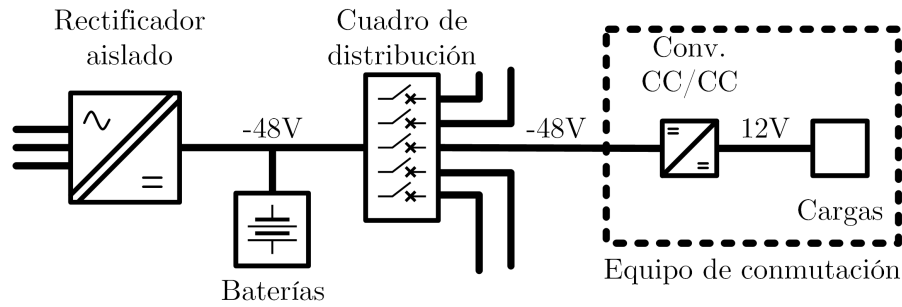 Rectificador
aislado
Cuadro de
distribución
Conv.
CC/CC
-48V
-48V
12V
Cargas
Baterías
Equipo de conmutación